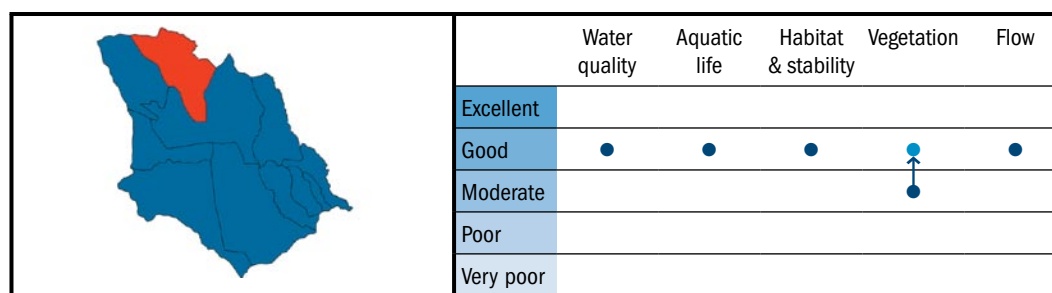 Water quality
Aquatic life
Habitat & stability
Vegetation
Flow
Excellent
Good
Moderate
Poor
Very poor